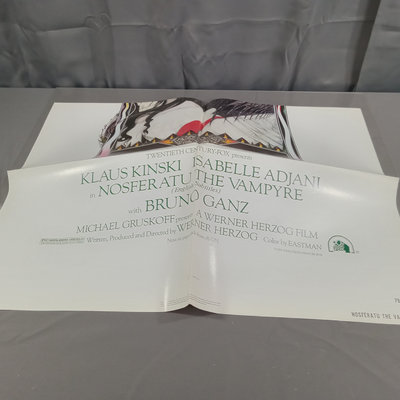 TWENTIETH CENTURY-FOX presents
KLAUS KINSKI ISABELLE ADJANI
in NOSFERATU THE VAMPYRE
(English Subtitles)
with BRUNO GANZ
MICHAEL GRUSKOFF presents A WERNER HERZOG FILM
Written, Produced and Directed by WERNER HERZOG Color by EASTMAN
NOSFERATU THE VA